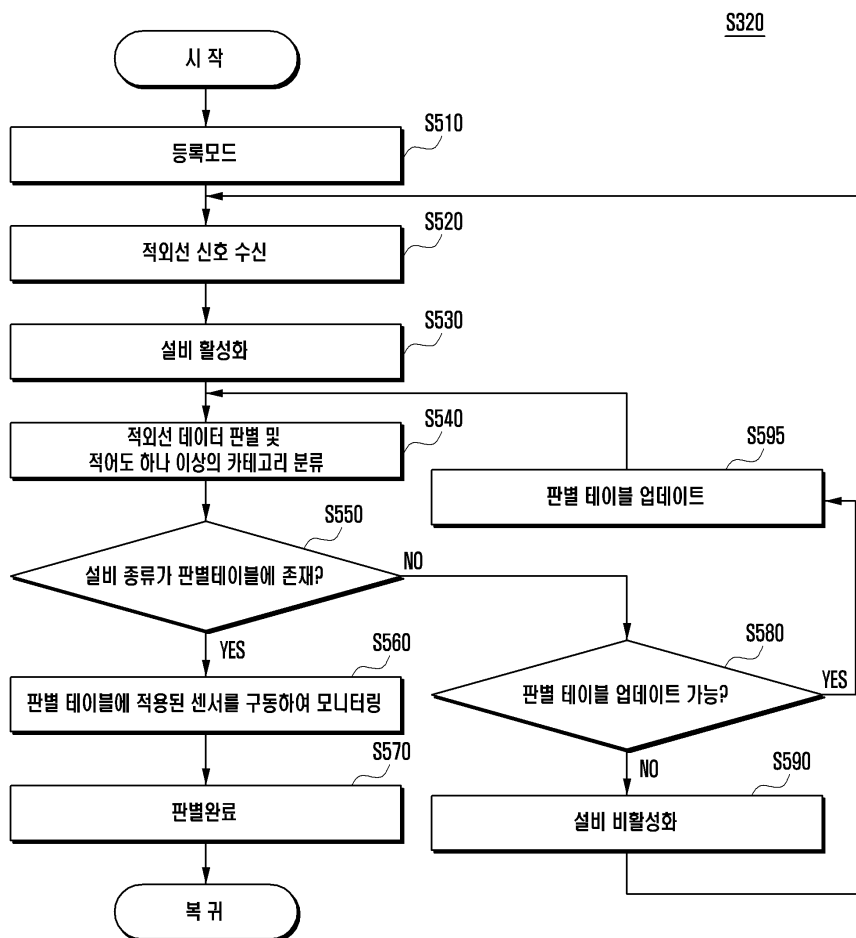 S320
시 작
S510
등록모드
S520
적외선 신호 수신
S530
설비 활성화
S540
적외선 데이터 판별 및
적어도 하나 이상의 카테고리 분류
S595
판별 테이블 업데이트
S550
설비 종류가 판별테이블에 존재?
NO
YES
S580
판별 테이블 업데이트 가능?
YES
NO
S560
판별 테이블에 적용된 센서를 구동하여 모니터링
S570
판별완료
S590
설비 비활성화
복 귀